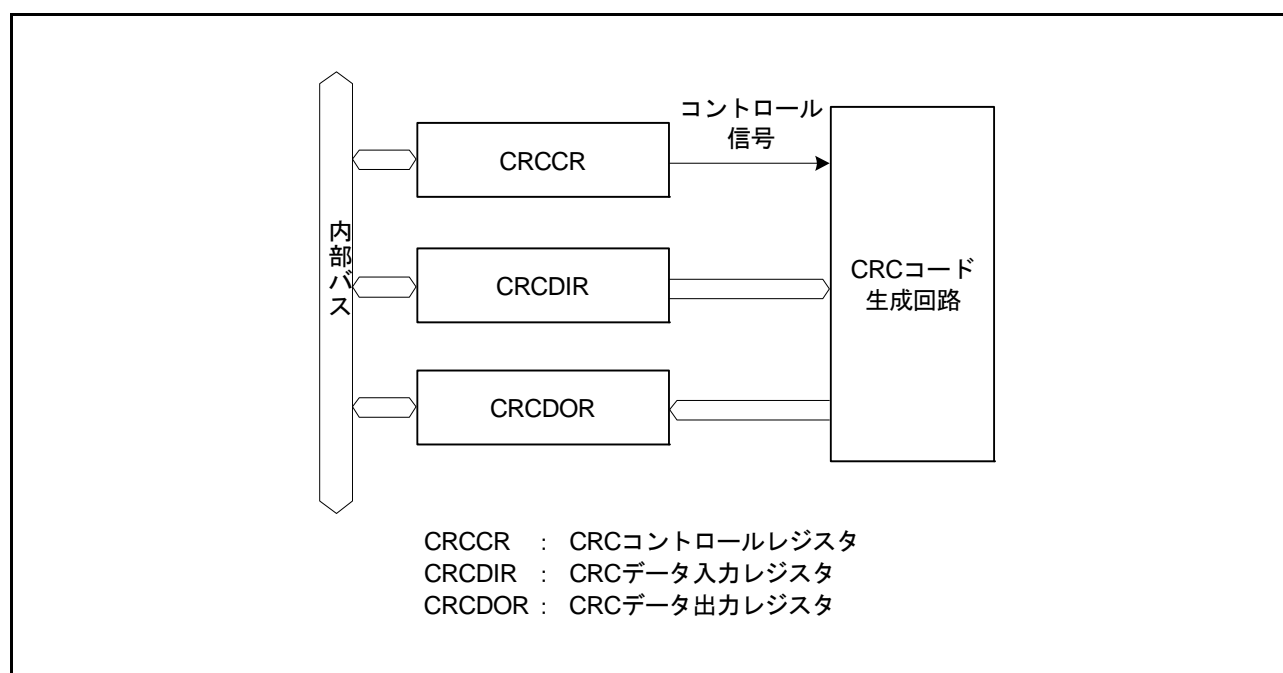 コントロール
信号
CRCCR
内部バス
CRCDIR
CRCコード
生成回路
CRCDOR
CRCCR : CRCコントロールレジスタ
CRCDIR : CRCデータ入力レジスタ
CRCDOR : CRCデータ出力レジスタ